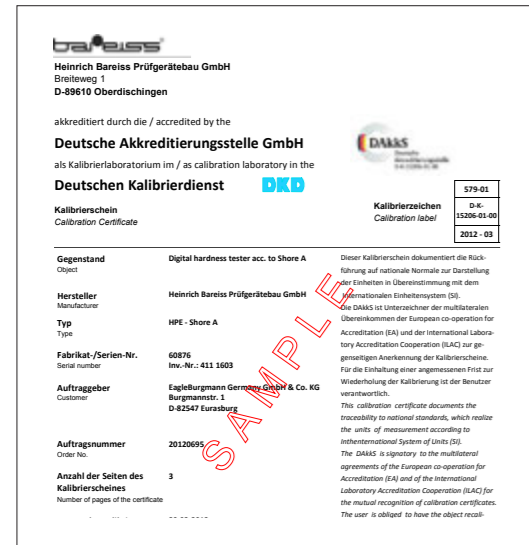 bareiss
Heinrich Bareiss Prüfgerätebau GmbH
Breiteweg 1
D-89610 Oberdischingen
akkreditiert durch die / accredited by the
Deutsche Akkreditierungsstelle GmbH
als Kalibrierlaboratorium im / as calibration laboratory in the
Deutschen Kalibrierdienst
DKD
DAkkS
Deutsche
Akkreditierungsstelle
Kalibrierschein
Calibration Certificate
Kalibrierzeichen
Calibration label
579-01
D-K-
15206-01-00
2012 - 03
Gegenstand
Object
Digital hardness tester acc. to Shore A
Hersteller
Manufacturer
Heinrich Bareiss Prüfgerätebau GmbH
Typ
Type
HPE - Shore A
Fabrikat-/Serien-Nr.
Serial number
60876
Inv.-Nr.: 411 1603
Auftraggeber
Customer
EagleBurgmann Germany GmbH & Co. KG
Burgmannstr. 1
D-82547 Eurasburg
Auftragsnummer
Order No.
20120695
Anzahl der Seiten des
Kalibrierscheines
Number of pages of the certificate
3
Dieser Kalibrierschein dokumentiert die Rück-
führung auf nationale Normale zur Darstellung
der Einheiten in Übereinstimmung mit dem
Internationalen Einheitensystem (SI).
Die DAkkS ist Unterzeichner der multilateralen
Übereinkommen der European co-operation for
Accreditation (EA) und der International Labora-
tory Accreditation Cooperation (ILAC) zur ge-
genseitigen Anerkennung der Kalibrierscheine.
Für die Einhaltung einer angemessenen Frist zur
Wiederholung der Kalibrierung ist der Benutzer
verantwortlich.
This calibration certificate documents the
traceability to national standards, which realize
the units of measurement according to
Inthenternational System of Units (SI).
The DAkkS is signatory to the multilateral
agreements of the European co-operation for
Accreditation (EA) and of the International
Laboratory Accreditation Cooperation (ILAC) for
the mutual recognition of calibration certificates.
The user is obliged to have the object recali-
SAMPLE